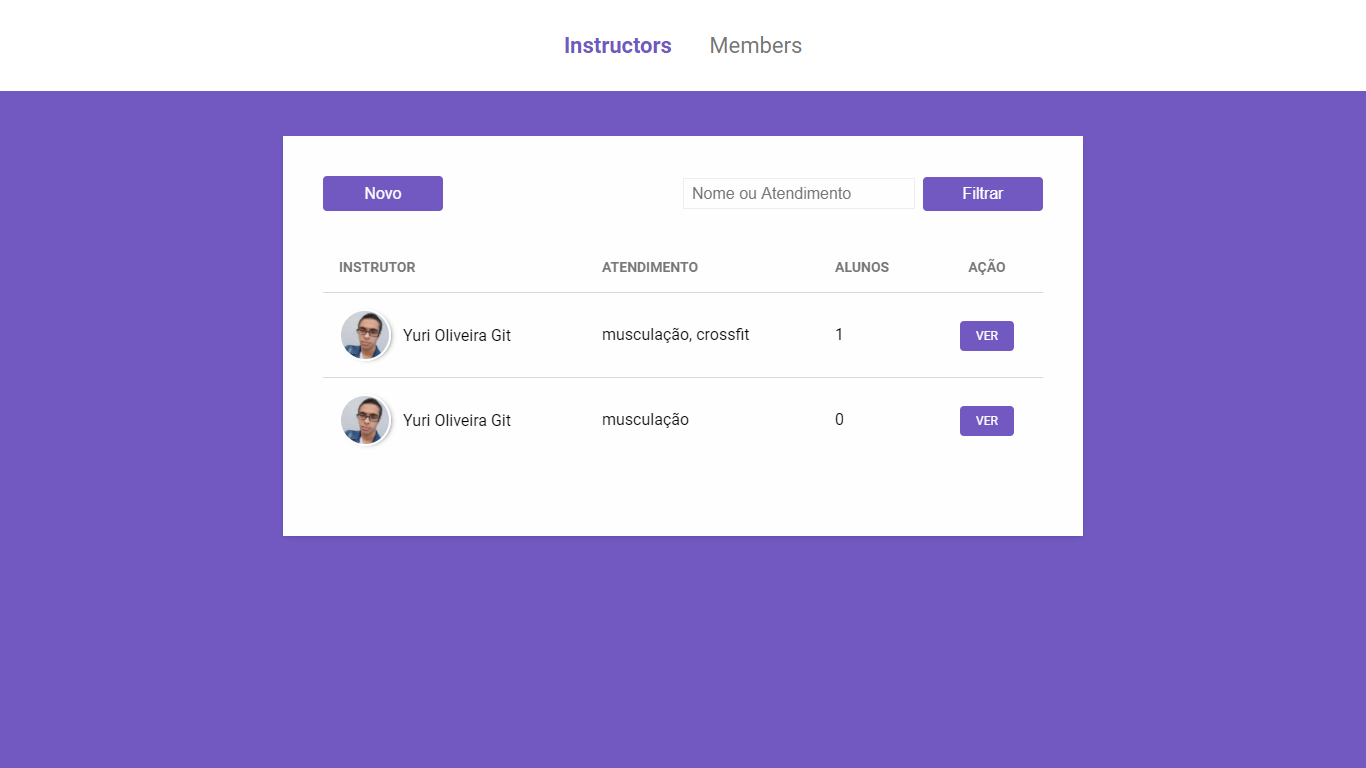 Instructors Members
Novo Nome ou Atendimento Filtrar
INSTRUTOR ATENDIMENTO ALUNOS AÇÃO
Yuri Oliveira Git musculação, crossfit 1 VER
Yuri Oliveira Git musculação 0 VER